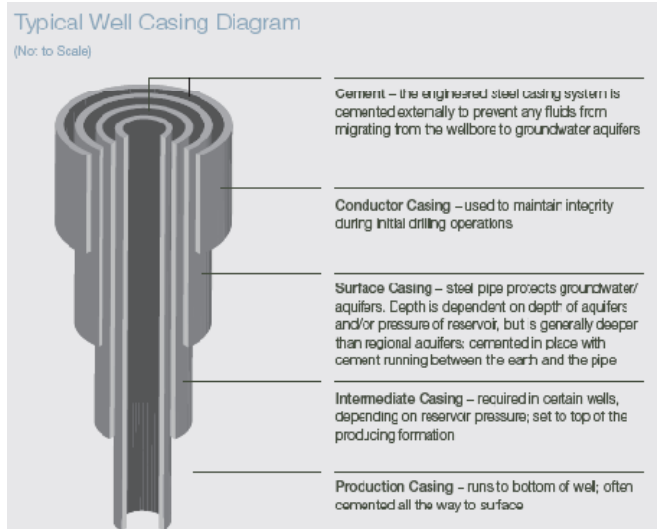 Typical Well Casing Diagram
(Not to Scale)
Cement – the engineered steel casing system is
cemented externally to prevent any fluids from
migrating from the wellbore to groundwater aquifers
Conductor Casing – used to maintain integrity
during initial drilling operations
Surface Casing – steel pipe protects groundwater/
aquifers. Depth is dependent on depth of aquifers
and/or pressure of reservoir, but is generally deeper
than regional aquifers; cemented in place with
cement running between the earth and the pipe
Intermediate Casing – required in certain wells,
depending on reservoir pressure; set to top of the
producing formation
Production Casing – runs to bottom of well; often
cemented all the way to surface